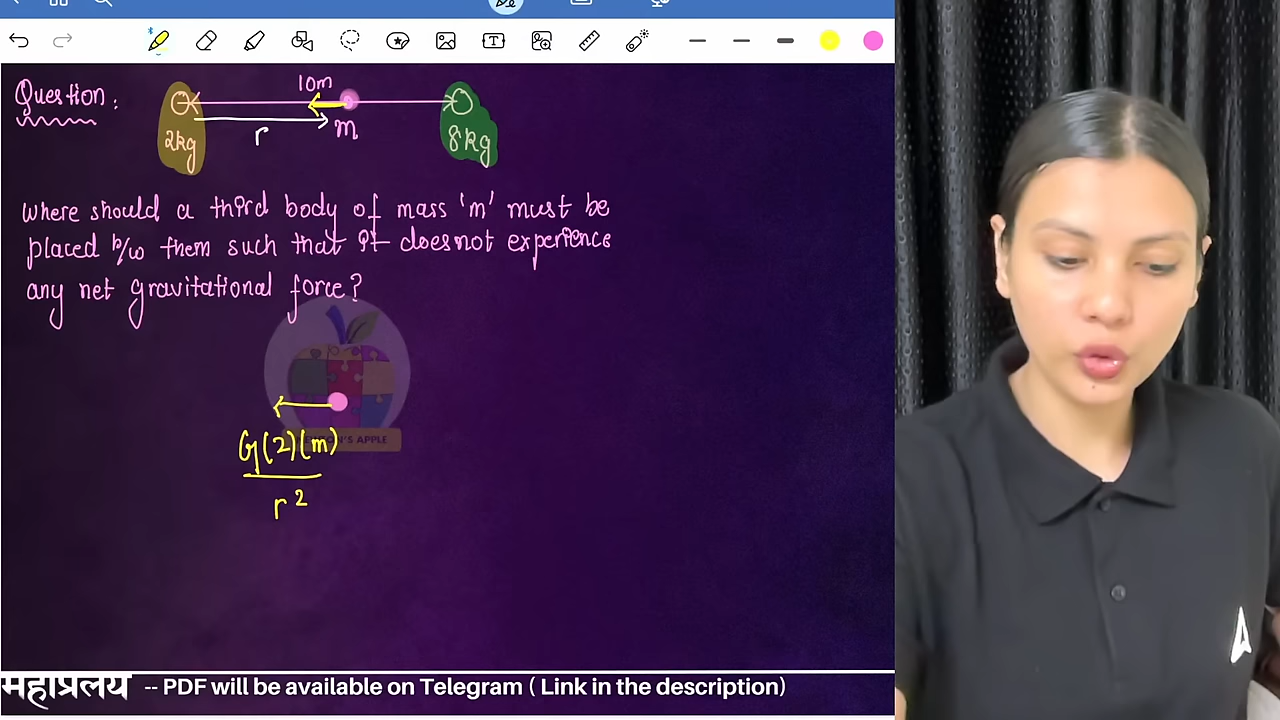 Question:
10m
m
r
2kg
8kg
Where should a third body of mass 'm' must be
placed b/w them such that it doesnot experience
any net gravitational force?
G(2)(m)
r²
N'S APPLE
महाप्रलय -- PDF will be available on Telegram ( Link in the description)